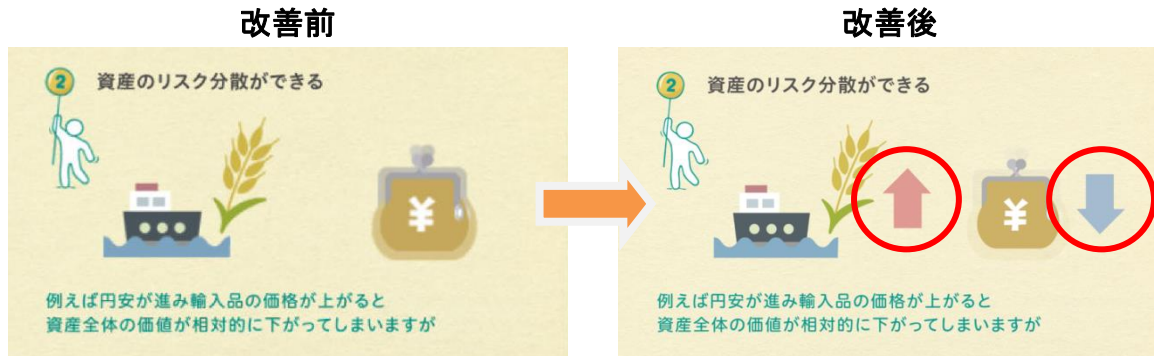 改善前
改善後
2 資産のリスク分散ができる
¥
例えば円安が進み輸入品の価格が上がると
資産全体の価値が相対的に下がってしまいますが
2 資産のリスク分散ができる
¥
例えば円安が進み輸入品の価格が上がると
資産全体の価値が相対的に下がってしまいますが